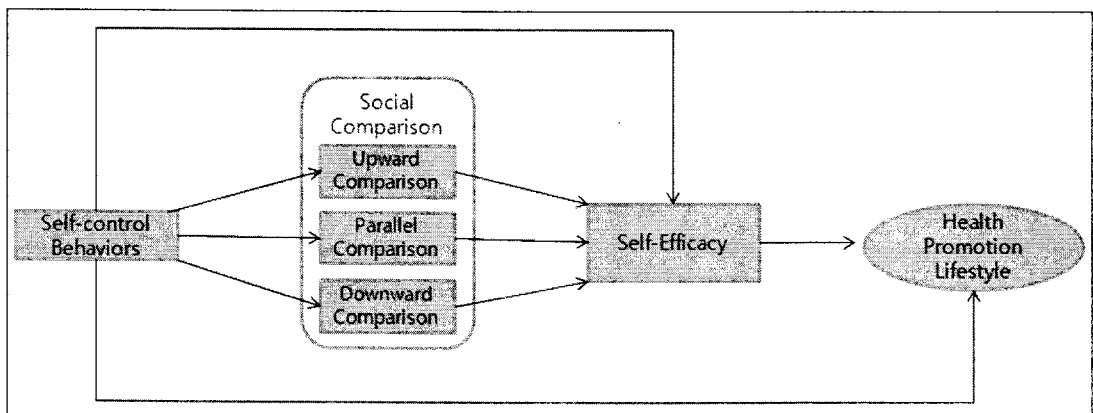 Social
Comparison
Upward
Comparison
Self-control
Behaviors
Parallel
Comparison
Downward
Comparison
Self-Efficacy
Health
Promotion
Lifestyle